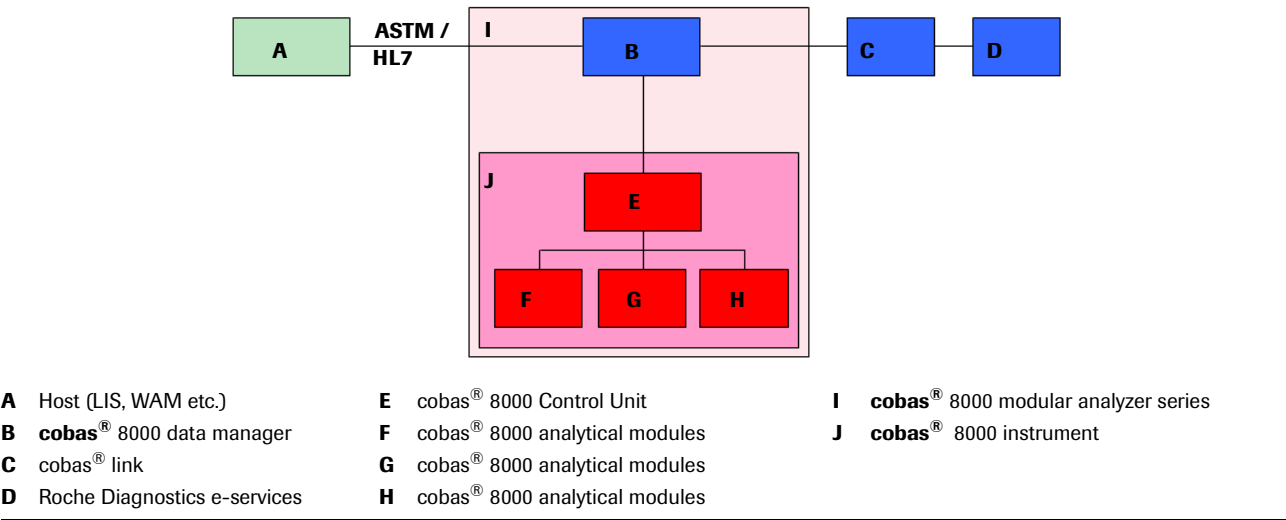 A
ASTM /
HL7
I
B
C
D
J
E
F
G
H
A Host (LIS, WAM etc.)
B cobas® 8000 data manager
C cobas® link
D Roche Diagnostics e-services
E cobas® 8000 Control Unit
F cobas® 8000 analytical modules
G cobas® 8000 analytical modules
H cobas® 8000 analytical modules
I cobas® 8000 modular analyzer series
J cobas® 8000 instrument